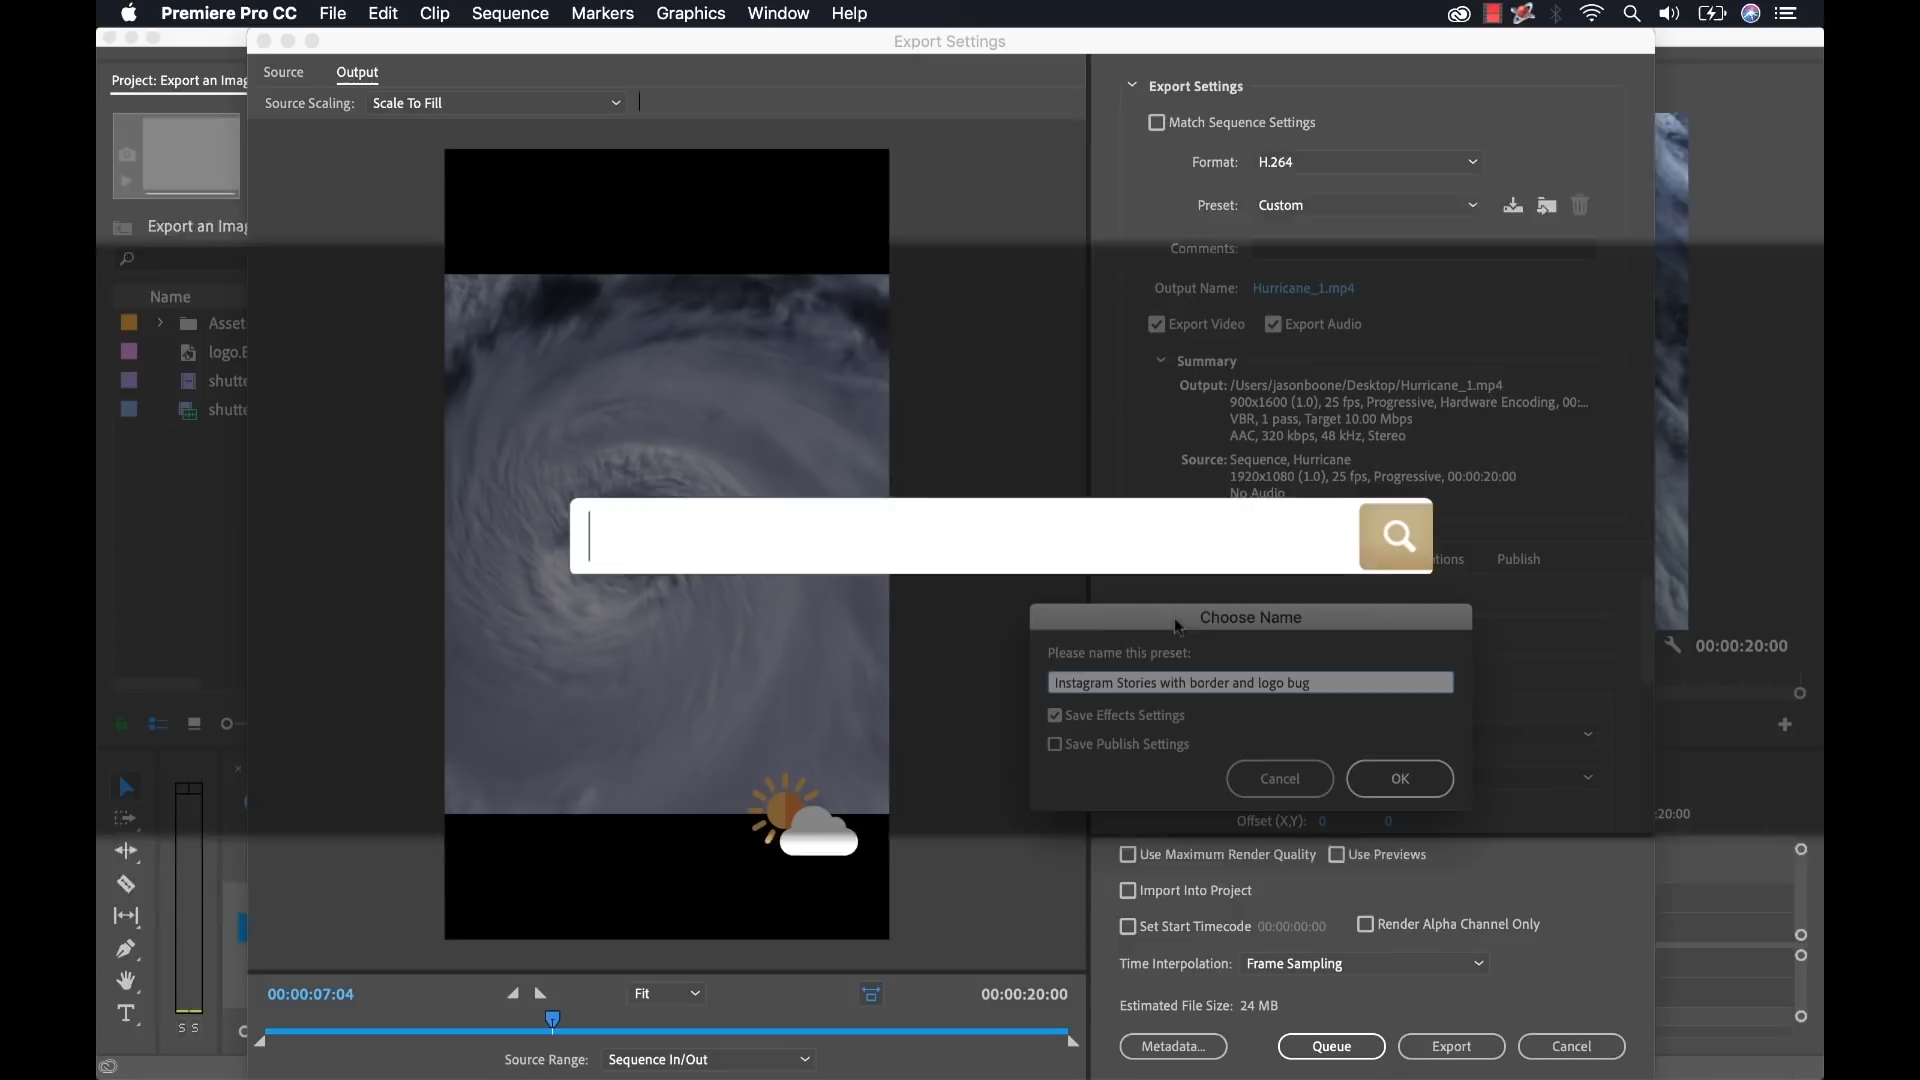 Premiere Pro CC File Edit Clip Sequence Markers Graphics Window Help
Export Settings
Project: Export an Imag
Export an Imag
Name
Asset
logo.E
shutte
shutte
Source Output
Source Scaling: Scale To Fill
Export Settings
Match Sequence Settings
Format: H.264
Preset: Custom
Comments:
Output Name: Hurricane_1.mp4
Export Video Export Audio
Summary
Output: /Users/jasonboone/Desktop/Hurricane_1.mp4
900x1600 (1.0), 25 fps, Progressive, Hardware Encoding, 00:...
VBR, 1 pass, Target 10.00 Mbps
AAC, 320 kbps, 48 kHz, Stereo
Source: Sequence, Hurricane
1920x1080 (1.0), 25 fps, Progressive, 00:00:20:00
No Audio
tions Publish
Choose Name
Please name this preset:
Instagram Stories with border and logo bug
Save Effects Settings
Save Publish Settings
Cancel OK
Offset (X,Y): 0 0
Use Maximum Render Quality Use Previews
Import Into Project
Set Start Timecode 00:00:00:00 Render Alpha Channel Only
Time Interpolation: Frame Sampling
Estimated File Size: 24 MB
Metadata... Queue Export Cancel
00:00:07:04 Fit 00:00:20:00
Source Range: Sequence In/Out
00:00:20:00
:20:00
S S